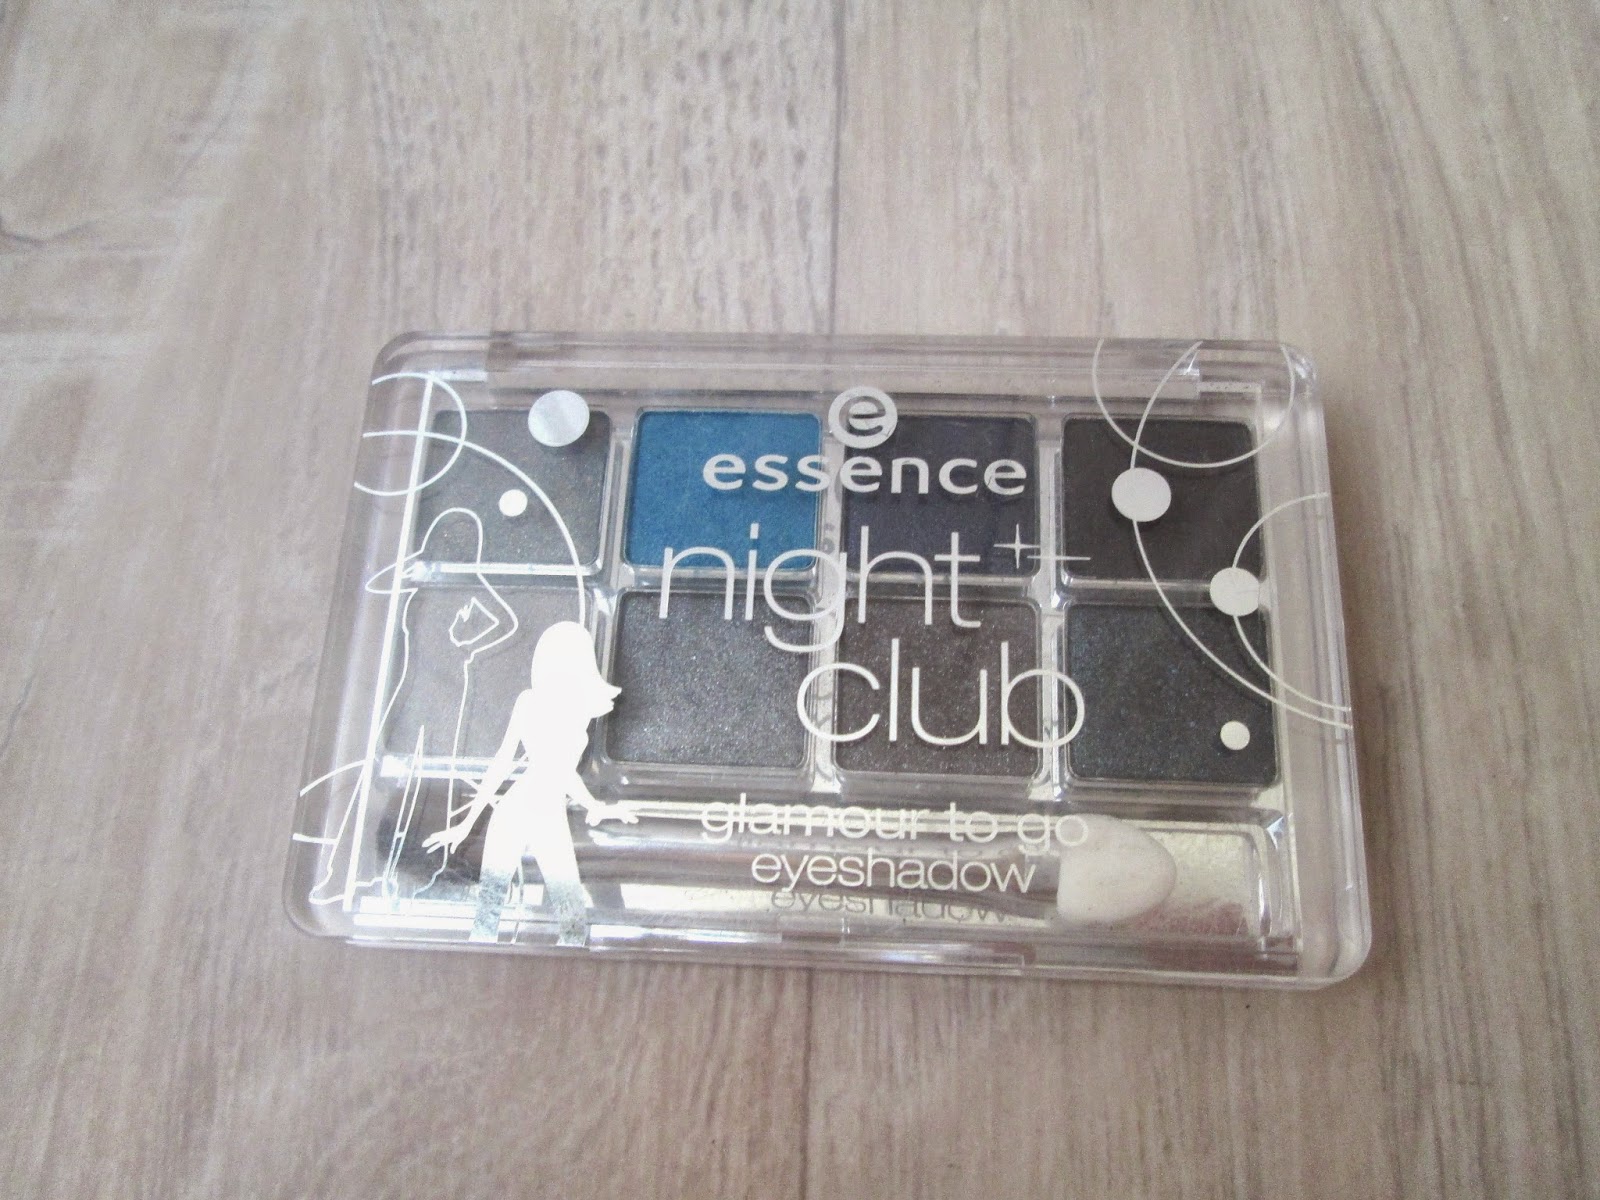 e
essence
night
club
glamour to go
eyeshadow